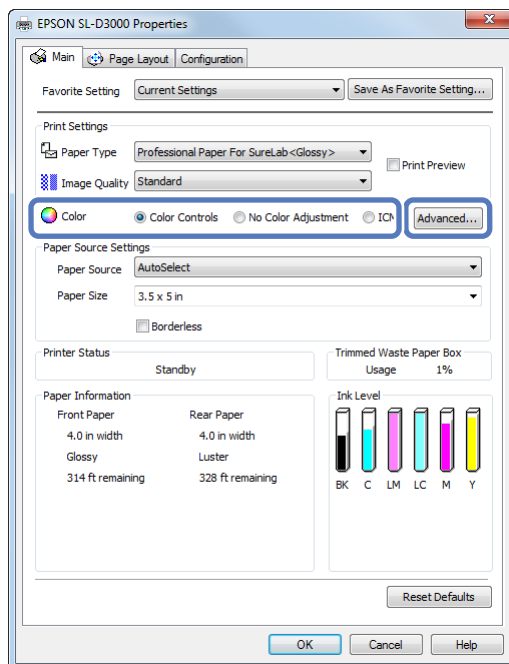 EPSON SL-D3000 Properties
Main Page Layout Configuration
Favorite Setting Current Settings Save As Favorite Setting...
Print Settings
Paper Type Professional Paper For SureLab<Glossy> Print Preview
Image Quality Standard
Color Color Controls No Color Adjustment ICM Advanced...
Paper Source Settings
Paper Source AutoSelect
Paper Size 3.5 x 5 in
Borderless
Printer Status Trimmed Waste Paper Box
Standby Usage 1%
Paper Information Ink Level
Front Paper Rear Paper
4.0 in width 4.0 in width
Glossy Luster
314 ft remaining 328 ft remaining
BK C LM LC M Y
Reset Defaults
OK Cancel Help